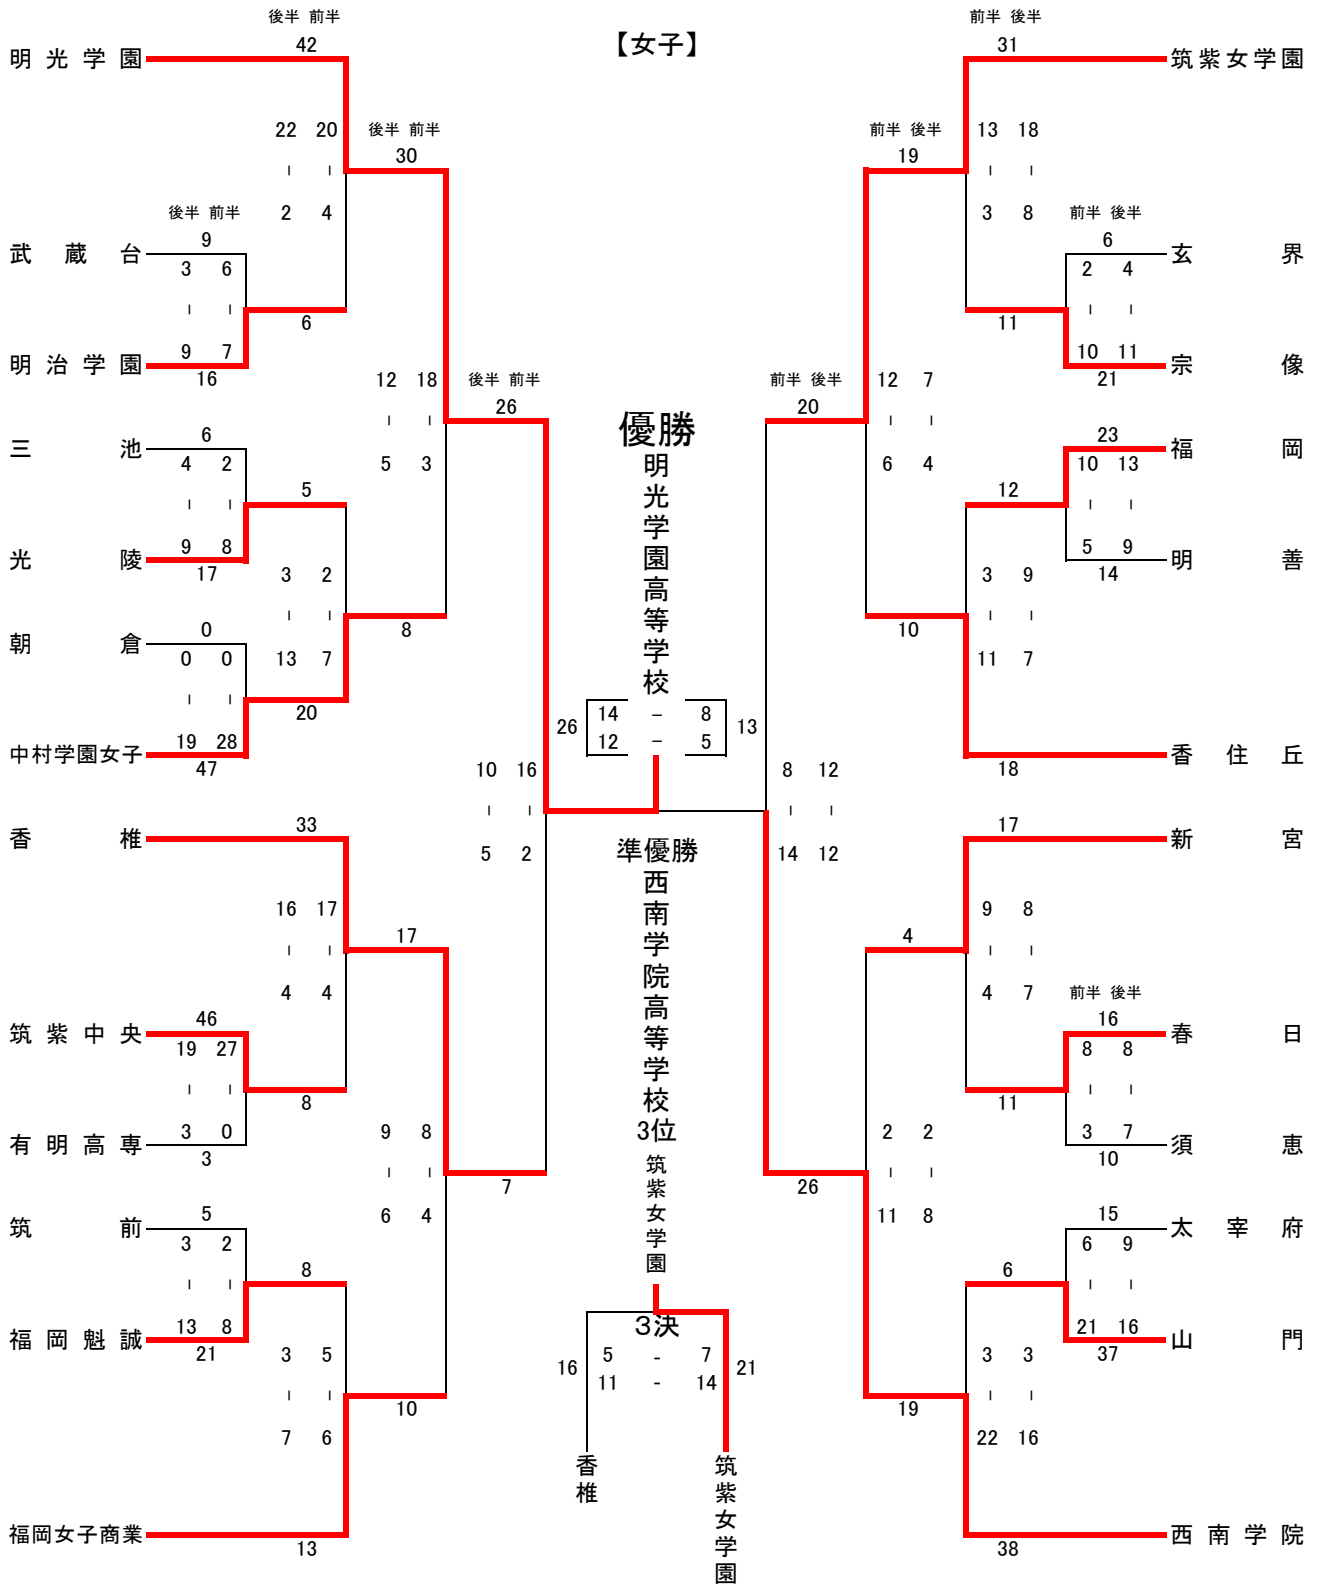 【女子】
後半 前半
42
明光学園
22 20
2 4
後半 前半
30
後半 前半
9
武蔵台
3 6
6
9 7
明治学園
16
12 18
5 3
後半 前半
26
6
三池
4 2
5
9 8
光陵
17
3 2
13 7
8
0
朝倉
0 0
20
19 28
中村学園女子
47
10 16
5 2
33
香椎
16 17
4 4
17
46
筑紫中央
19 27
8
3 0
有明高専
3
9 8
6 4
7
5
筑前
3 2
8
13 8
福岡魁誠
21
3 5
7 6
10
福岡女子商業
13
優勝
明光学園高等学校
26
14 – 8
12 – 5
13
準優勝
西南学院高等学校
3位
筑紫女学園
3決
16
5 - 7
11 - 14
21
香椎
筑紫女学園
前半 後半
31
筑紫女学園
13 18
3 8
前半 後半
19
前半 後半
6
玄界
2 4
11
10 11
宗像
21
前半 後半
20
12 7
6 4
23
福岡
10 13
12
5 9
明善
14
3 9
11 7
10
香住丘
18
8 12
14 12
17
新宮
9 8
4 7
4
前半 後半
16
春日
8 8
11
3 7
須恵
10
2 2
11 8
26
15
太宰府
6 9
6
21 16
山門
37
3 3
22 16
19
西南学院
38